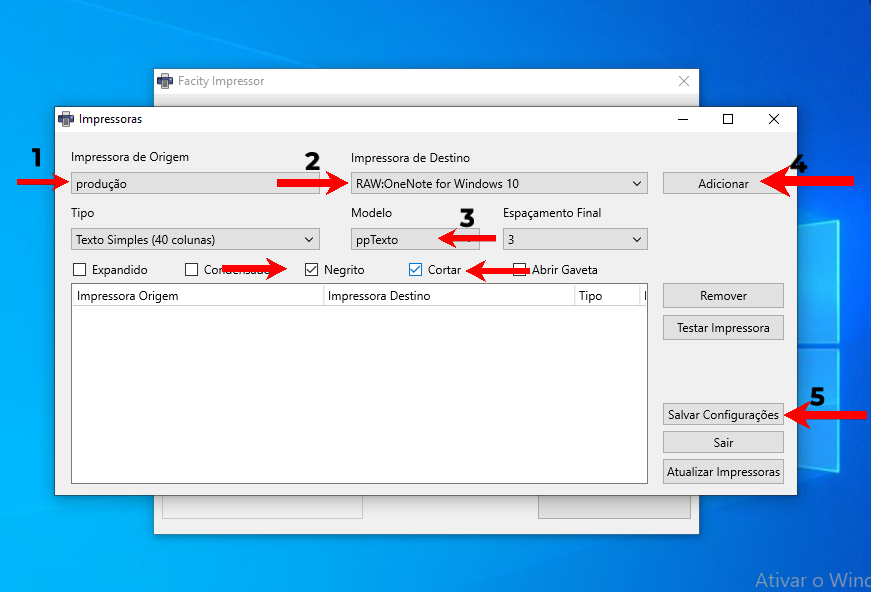 Facity Impressor
Impressoras
1
Impressora de Origem
2
Impressora de Destino
4
produção
RAW:OneNote for Windows 10
Adicionar
Tipo
Modelo
3
Espaçamento Final
Texto Simples (40 colunas)
ppTexto
3
Expandido
Negrito
Cortar
Abrir Gaveta
Impressora Origem
Impressora Destino
Tipo
Remover
Testar Impressora
5
Salvar Configurações
Sair
Atualizar Impressoras
Ativar o Wind